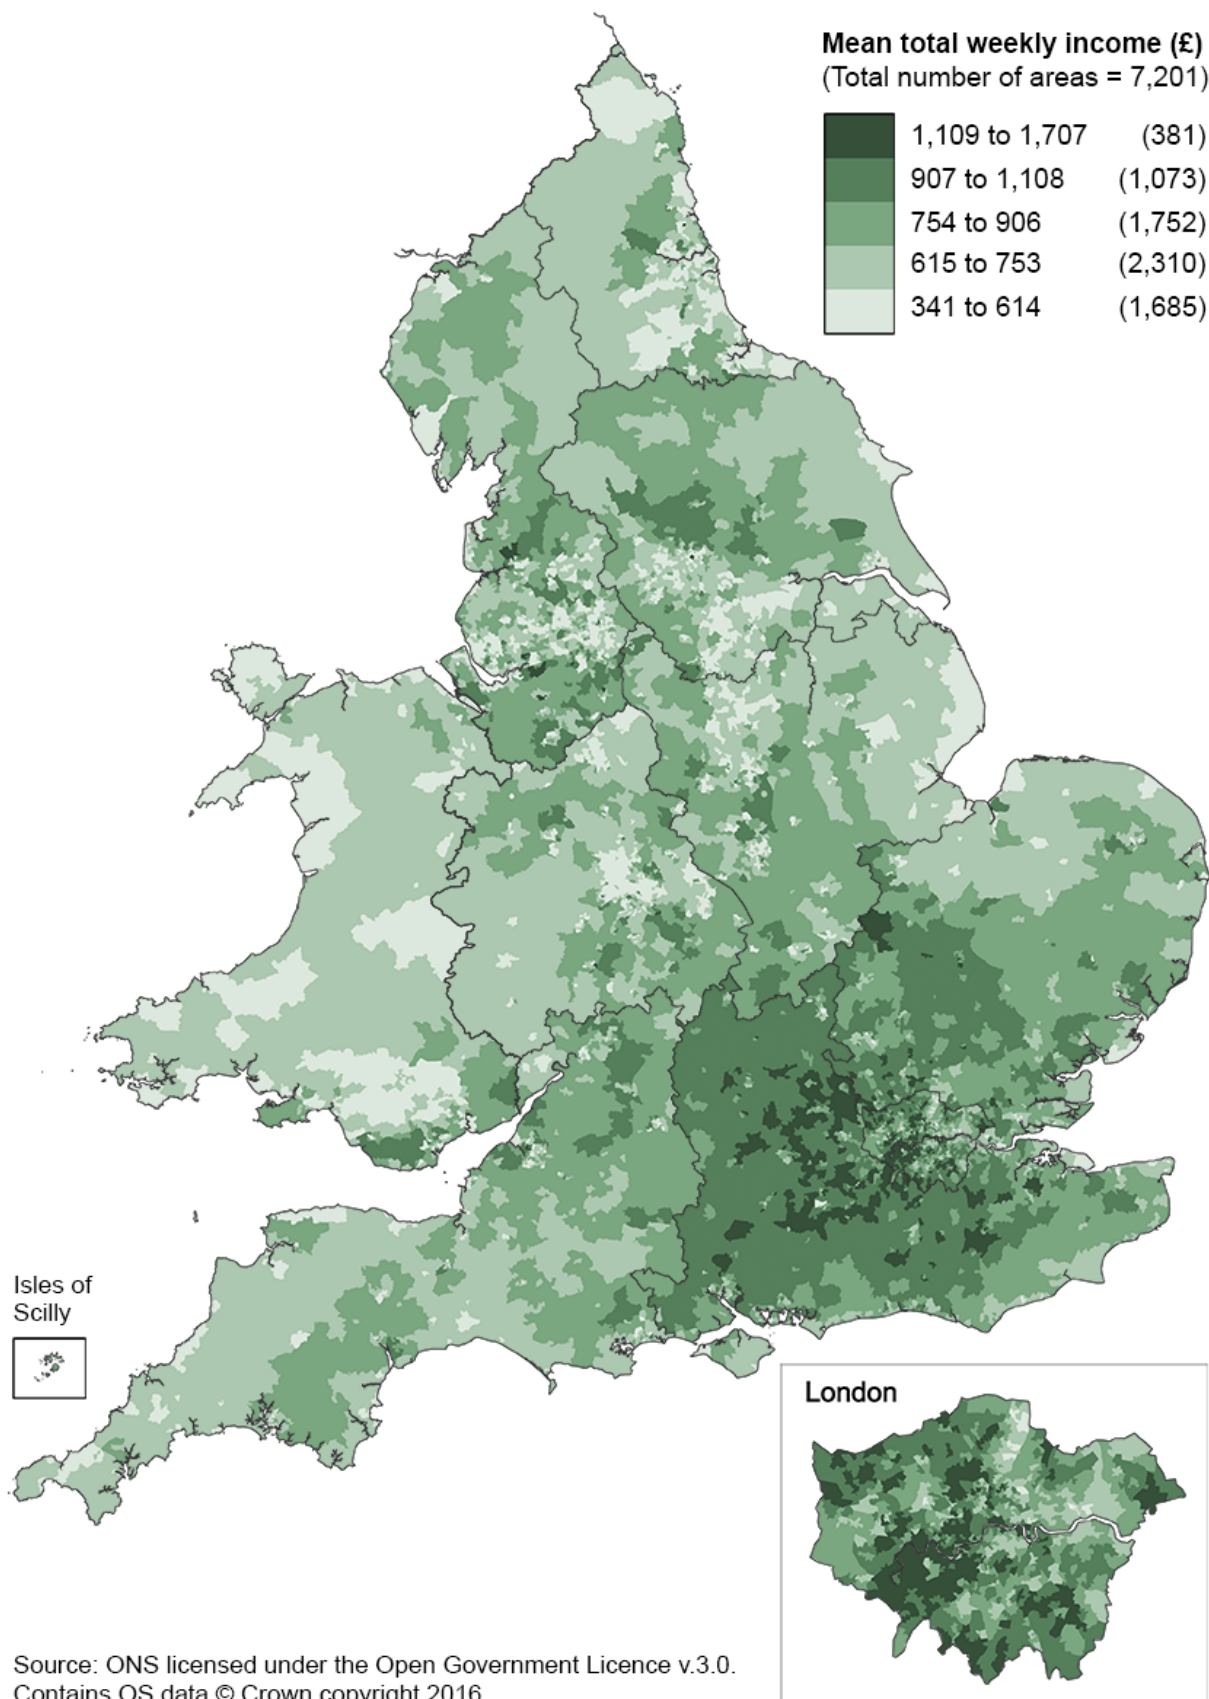 Mean total weekly income (£)
(Total number of areas = 7,201)
1,109 to 1,707 (381)
907 to 1,108 (1,073)
754 to 906 (1,752)
615 to 753 (2,310)
341 to 614 (1,685)
Isles of
Scilly
London
Source: ONS licensed under the Open Government Licence v.3.0.
Contains OS data © Crown copyright 2016